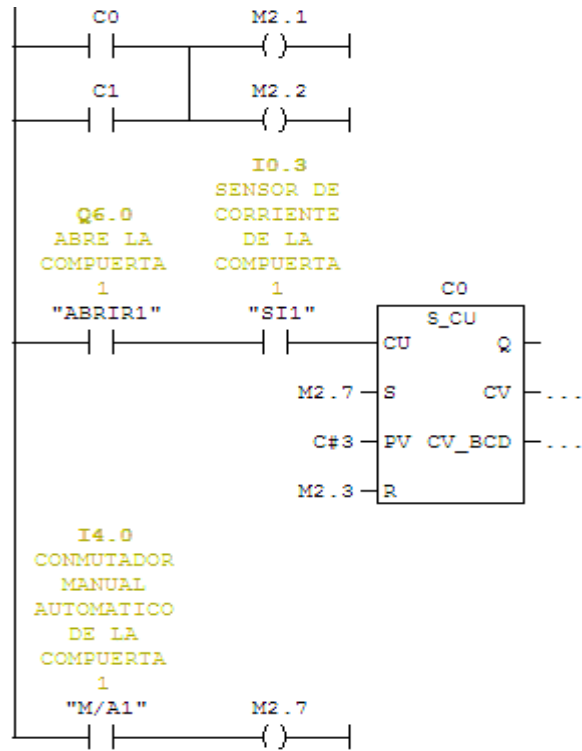 C0 M2.1
C1 M2.2
I0.3
SENSOR DE
CORRIENTE
DE LA
COMPUERTA
1
"SI1"
Q6.0
ABRE LA
COMPUERTA
1
"ABRIR1"
C0
S_CU
CU Q
M2.7 S CV ...
C#3 PV CV_BCD ...
M2.3 R
I4.0
CONMUTADOR
MANUAL
AUTOMATICO
DE LA
COMPUERTA
1
"M/A1" M2.7